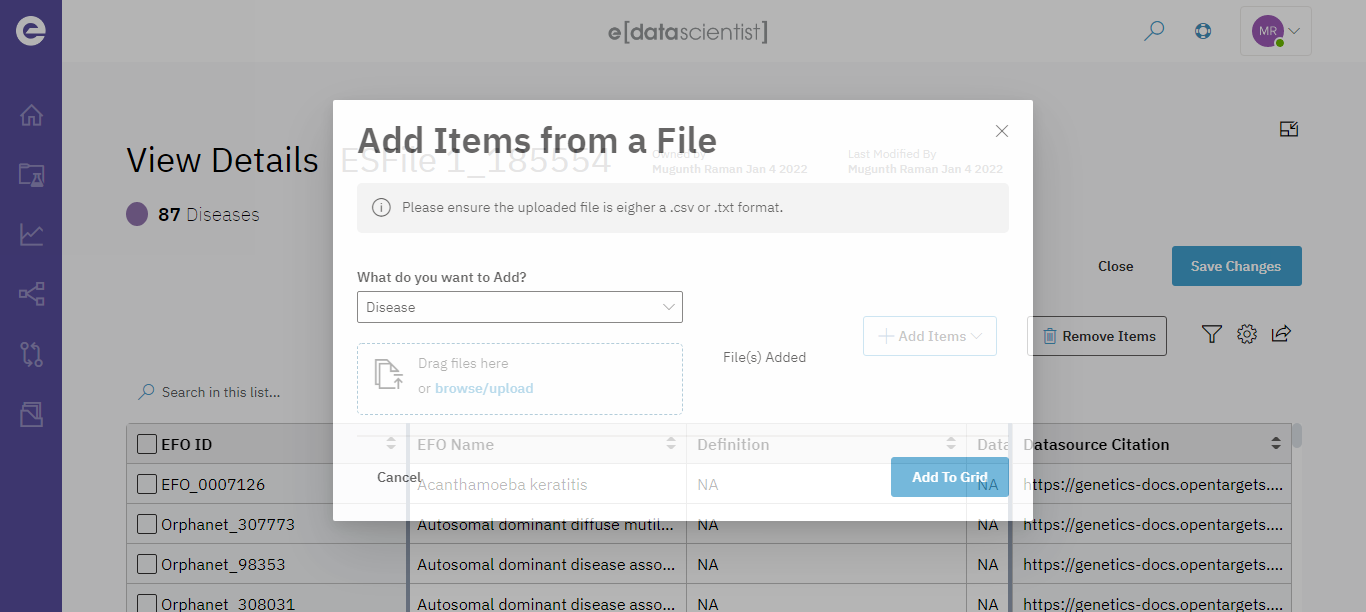 e[datascientist]
MR
Add Items from a File
View Details
ESFile 1_185554
Owned by
Mugunth Raman Jan 4 2022
Last Modified By
Mugunth Raman Jan 4 2022
87 Diseases
Please ensure the uploaded file is eigher a .csv or .txt format.
Close
Save Changes
What do you want to Add?
Disease
Add Items
Remove Items
Drag files here
or browse/upload
File(s) Added
Search in this list...
EFO ID
EFO Name
Definition
Data
Datasource Citation
Cancel
Add To Grid
EFO_0007126
Acanthamoeba keratitis
NA
NA
https://genetics-docs.opentargets....
Orphanet_307773
Autosomal dominant diffuse mutil...
NA
NA
https://genetics-docs.opentargets....
Orphanet_98353
Autosomal dominant disease asso...
NA
NA
https://genetics-docs.opentargets....
Orphanet_308031
Autosomal dominant disease asso...
NA
NA
https://genetics-docs.opentargets....